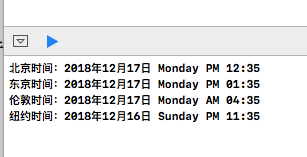 北京时间：2018年12月17日 Monday PM 12:35
东京时间：2018年12月17日 Monday PM 01:35
伦敦时间：2018年12月17日 Monday AM 04:35
纽约时间：2018年12月16日 Sunday PM 11:35